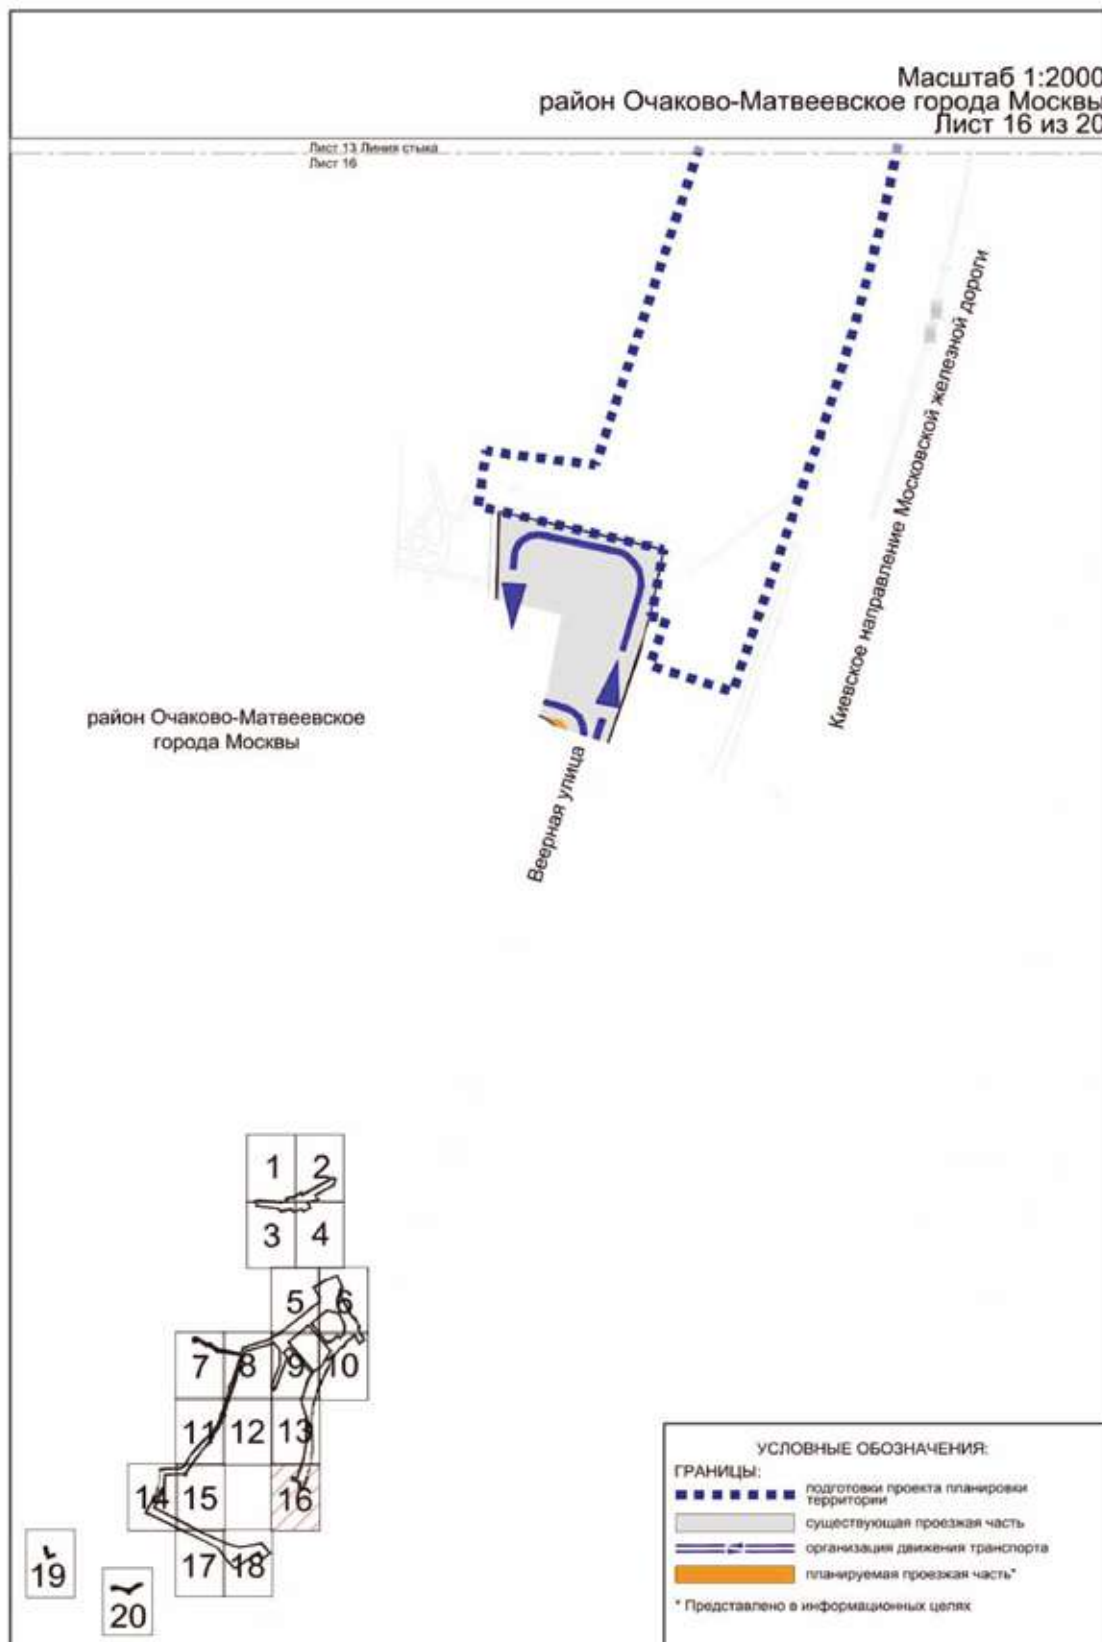 Масштаб 1:2000
район Очаково-Матвеевское города Москвы
Лист 16 из 20
Лист 13 Линия стыка
Лист 16
Киевское направление Московской железной дороги
район Очаково-Матвеевское
города Москвы
Веерная улица
1 2
3 4
5 6
7 8 9 10
11 12 13
14 15 16
17 18
19
20
УСЛОВНЫЕ ОБОЗНАЧЕНИЯ:
ГРАНИЦЫ:
подготовки проекта планировки
территории
существующая проезжая часть
организация движения транспорта
планируемая проезжая часть*
* Представлено в информационных целях